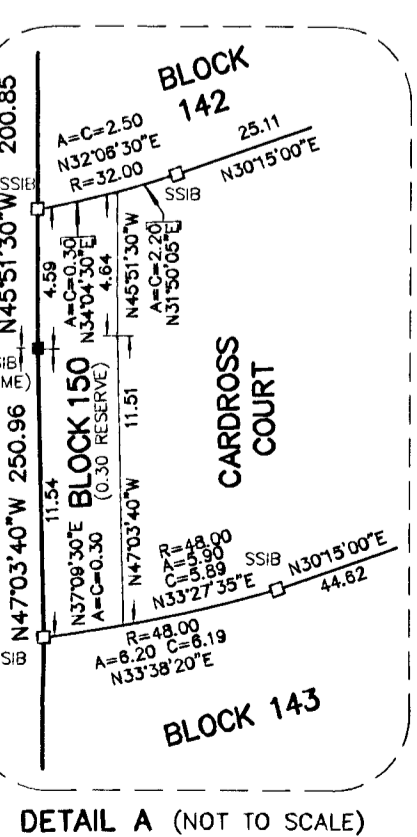 BLOCK
142
A=C=2.50
N32°06'30"E
R=32.00
25.11
N30°15'00"E
SSIB
SSIB
200.85
N45°51'30"W
4.59
A=C=0.30
N34°04'30"E
4.64
N45°51'30"W
A=C=2.20
N31°50'05"E
SIB
ME)
BLOCK 150
(0.30 RESERVE)
11.51
CARDROSS
COURT
N47°03'40"W 250.96
11.54
N37°09'30"E
A=C=0.30
N47°03'40"W
R=48.00
A=5.90
C=5.89
N33°27'35"E
SSIB
N30°15'00"E
44.62
SIB
R=48.00
A=6.20 C=6.19
N33°38'20"E
BLOCK 143
DETAIL A (NOT TO SCALE)